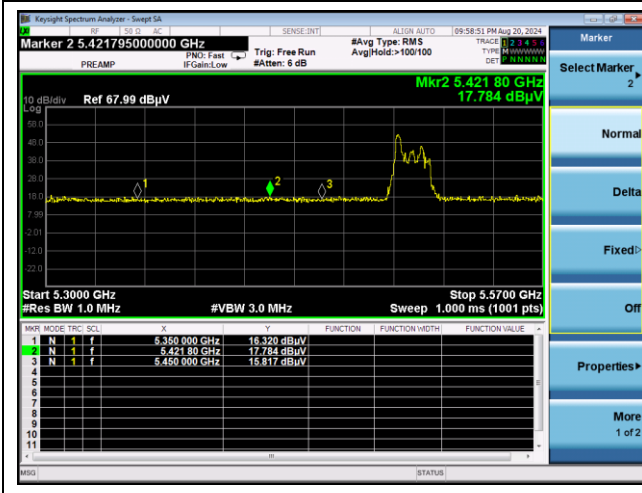 Keysight Spectrum Analyzer - Swept SA
RF 50 Ω AC SENSE:INT ALIGN AUTO 09:58:51 PM Aug 20, 2024
Marker 2 5.421795000000 GHz
PREAMP
PNO: Fast
IFGain:Low
Trig: Free Run
#Atten: 6 dB
#Avg Type: RMS
Avg|Hold:>100/100
TRACE 1 2 3 4 5 6
TYPE M WWWWW
DET P N N N N N
Mkr2 5.421 80 GHz
17.784 dBµV
10 dB/div Ref 67.99 dBµV
Log
58.0
48.0
38.0
28.0
18.0
7.99
-2.01
-12.0
-22.0
1
2
3
Start 5.3000 GHz Stop 5.5700 GHz
#Res BW 1.0 MHz #VBW 3.0 MHz Sweep 1.000 ms (1001 pts)
MKR MODE TRC SCL X Y FUNCTION FUNCTION WIDTH FUNCTION VALUE
1 N 1 f 5.350 000 GHz 16.320 dBµV
2 N 1 f 5.421 80 GHz 17.784 dBµV
3 N 1 f 5.450 000 GHz 15.817 dBµV
4
5
6
7
8
9
10
11
MSG STATUS
Marker
Select Marker
2
Normal
Delta
Fixed
Off
Properties
More
1 of 2